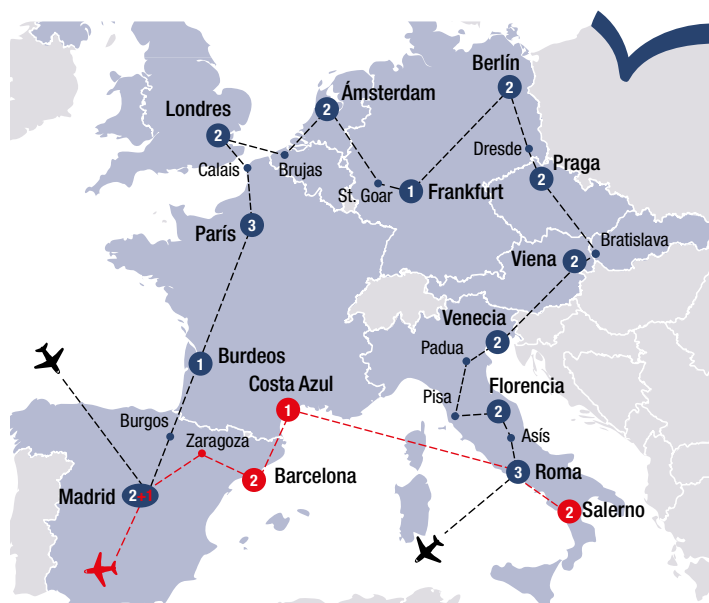 Berlín
2
Ámsterdam
2
Londres
2
Dresde
Calais
Brujas
Praga
2
St. Goar
1
Frankfurt
París
3
Bratislava
Viena
2
Venecia
2
Padua
1
Burdeos
Costa Azul
1
Pisa
Florencia
2
Burgos
Asís
Zaragoza
Barcelona
2
Roma
3
Madrid
2+1
Salerno
2